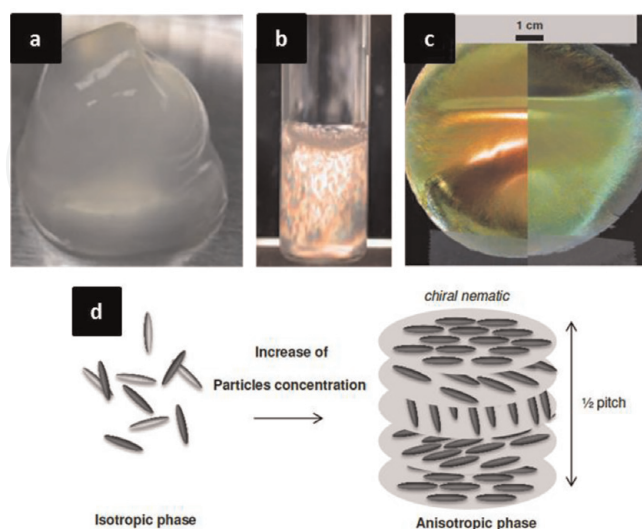 a
b
c
1 cm
d
chiral nematic
Increase of
Particles concentration
½ pitch
Isotropic phase
Anisotropic phase